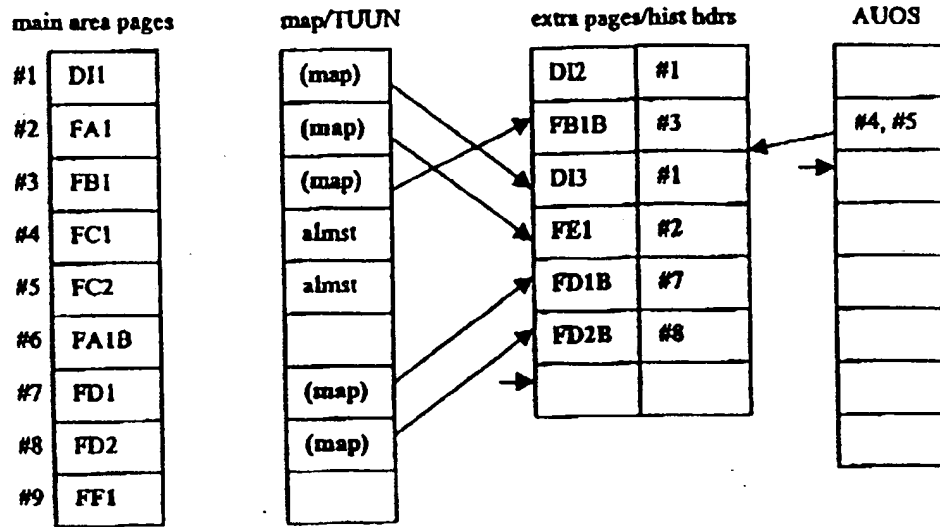 main area pages map/TUUN extra pages/hist hdrs AUOS
#1 DI1 (map) DI2 #1
#2 FA1 (map) FB1B #3 #4, #5
#3 FB1 (map) DI3 #1
#4 FC1 almst FE1 #2
#5 FC2 almst FD1B #7
#6 FA1B FD2B #8
#7 FD1 (map)
#8 FD2 (map)
#9 FF1